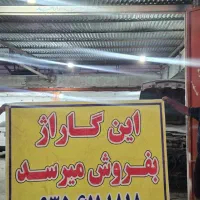 این گاراژ
بفروش میرسد